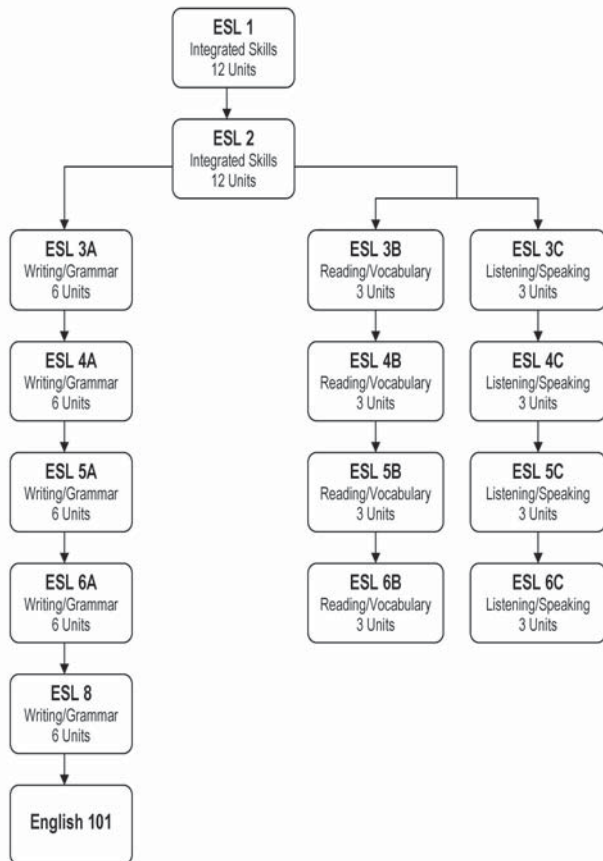 ESL 1
Integrated Skills
12 Units
ESL 2
Integrated Skills
12 Units
ESL 3A
Writing/Grammar
6 Units
ESL 3B
Reading/Vocabulary
3 Units
ESL 3C
Listening/Speaking
3 Units
ESL 4A
Writing/Grammar
6 Units
ESL 4B
Reading/Vocabulary
3 Units
ESL 4C
Listening/Speaking
3 Units
ESL 5A
Writing/Grammar
6 Units
ESL 5B
Reading/Vocabulary
3 Units
ESL 5C
Listening/Speaking
3 Units
ESL 6A
Writing/Grammar
6 Units
ESL 6B
Reading/Vocabulary
3 Units
ESL 6C
Listening/Speaking
3 Units
ESL 8
Writing/Grammar
6 Units
English 101